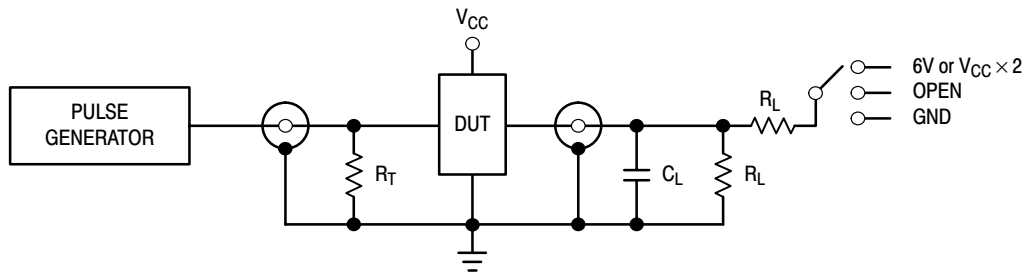 V_CC
6V or V_CC × 2
OPEN
GND
PULSE
GENERATOR
DUT
R_L
R_T
C_L
R_L